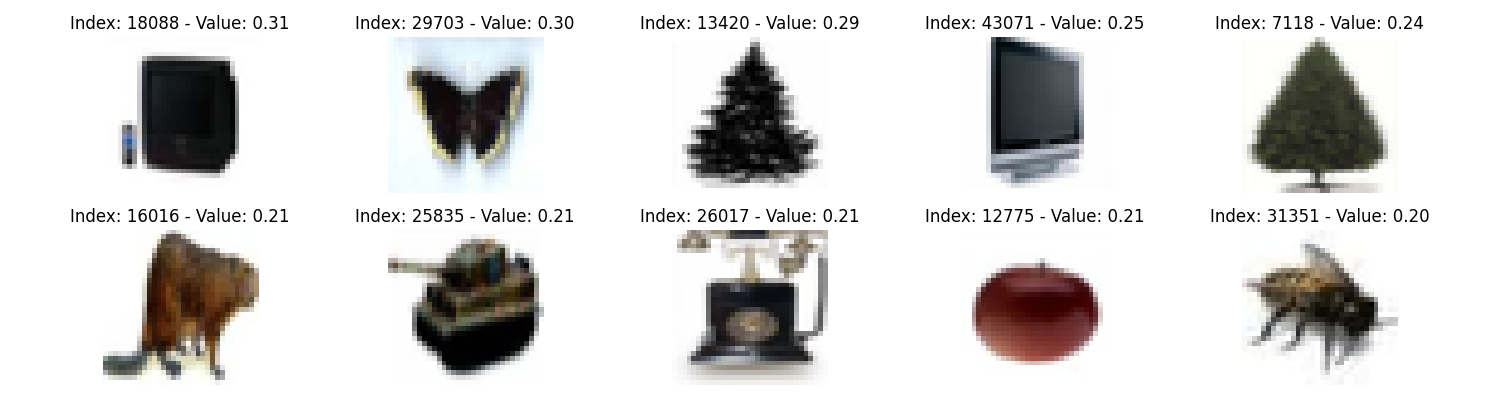 Index: 18088 - Value: 0.31
Index: 29703 - Value: 0.30
Index: 13420 - Value: 0.29
Index: 43071 - Value: 0.25
Index: 7118 - Value: 0.24
Index: 16016 - Value: 0.21
Index: 25835 - Value: 0.21
Index: 26017 - Value: 0.21
Index: 12775 - Value: 0.21
Index: 31351 - Value: 0.20